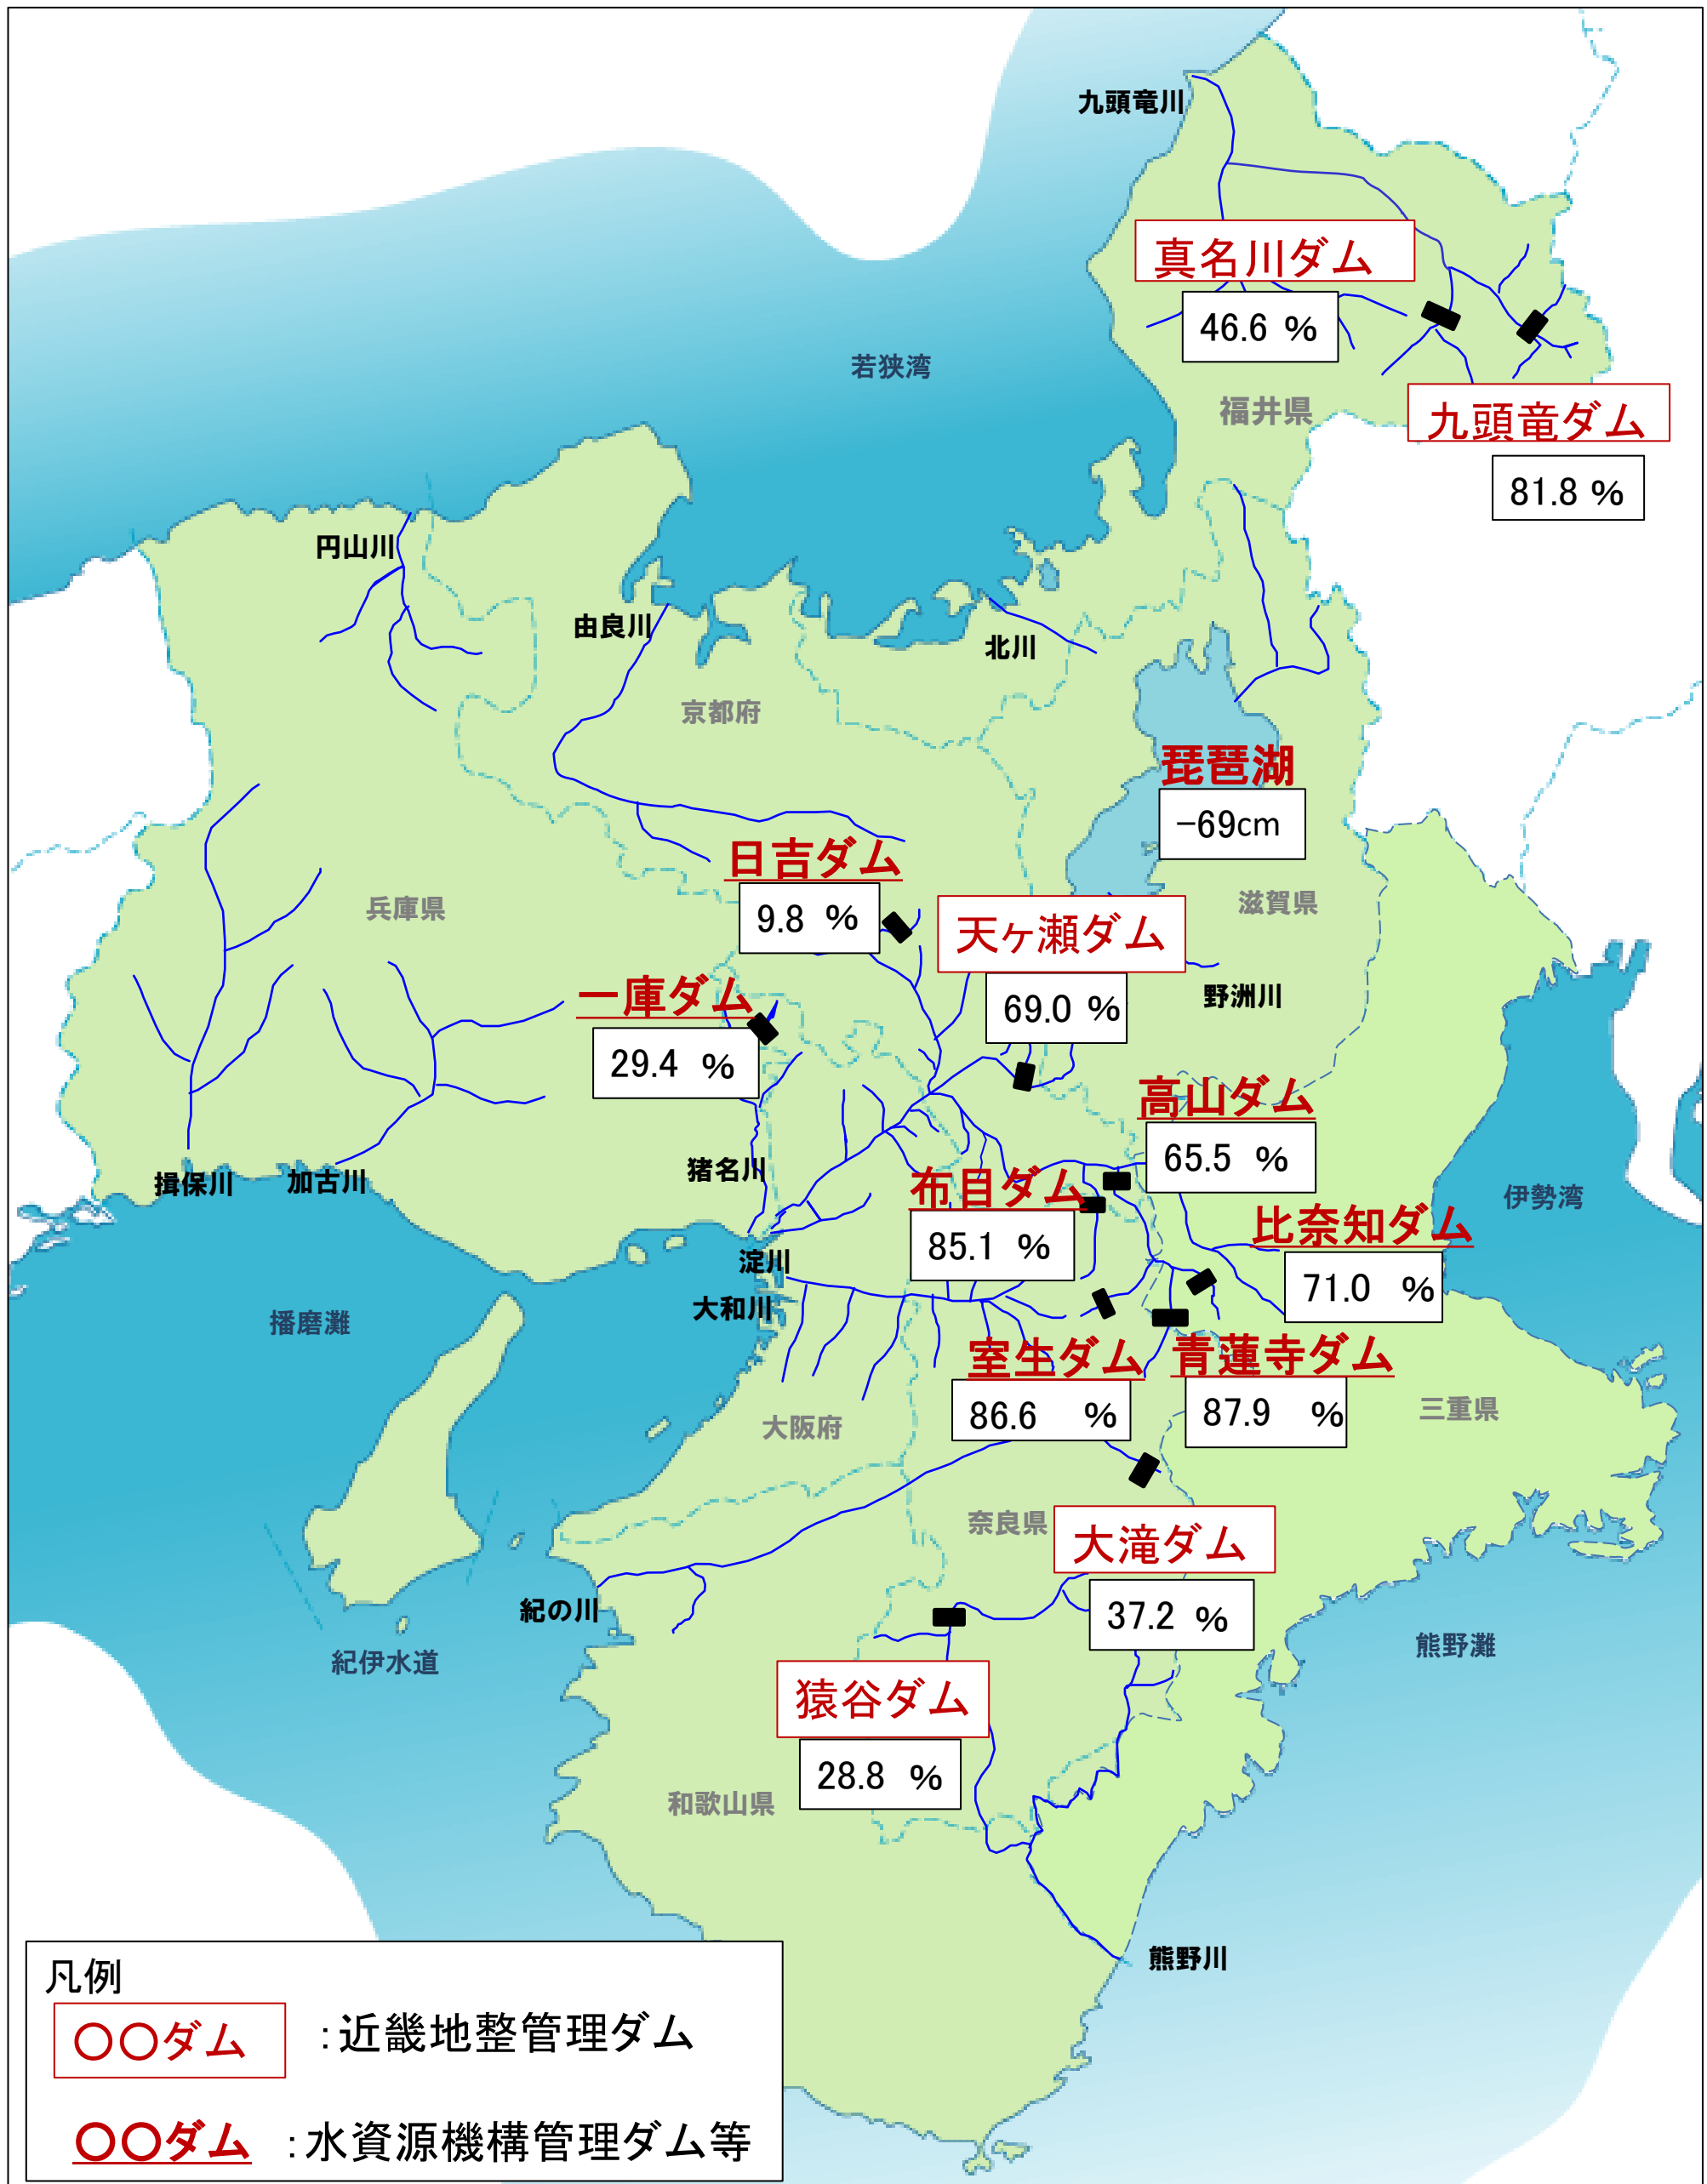 九頭竜川
真名川ダム
46.6 %
若狭湾
福井県
九頭竜ダム
81.8 %
円山川
由良川
北川
京都府
琵琶湖
-69cm
日吉ダム
9.8 %
兵庫県
滋賀県
天ヶ瀬ダム
69.0 %
野洲川
一庫ダム
29.4 %
高山ダム
65.5 %
猪名川
揖保川
加古川
布目ダム
85.1 %
伊勢湾
比奈知ダム
71.0 %
淀川
大和川
播磨灘
室生ダム
86.6 %
青蓮寺ダム
87.9 %
三重県
大阪府
奈良県
大滝ダム
37.2 %
紀の川
紀伊水道
熊野灘
猿谷ダム
28.8 %
和歌山県
熊野川
凡例
〇〇ダム :近畿地整管理ダム
〇〇ダム :水資源機構管理ダム等